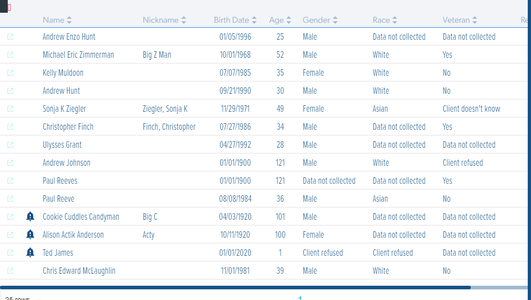 Name Nickname Birth Date Age Gender Race Veteran Re
Andrew Enzo Hunt 01/05/1996 25 Male Data not collected Data not collected
Michael Eric Zimmerman Big Z Man 10/01/1968 52 Male White Yes
Kelly Muldoon 07/07/1985 35 Female White No
Andrew Hunt 09/21/1990 30 Male White No
Sonja K Ziegler Ziegler, Sonja K 11/29/1971 49 Female Asian Client doesn't know
Christopher Finch Finch, Christopher 07/27/1986 34 Male Data not collected Yes
Ulysses Grant 04/27/1992 28 Male Data not collected Data not collected
Andrew Johnson 01/01/1900 121 Male White Client refused
Paul Reeves 01/01/1900 121 Data not collected Data not collected Yes
Paul Reeve 08/08/1984 36 Male Asian No
Cookie Cuddles Candyman Big C 04/03/1920 101 Male Data not collected Data not collected
Alison Actik Anderson Acty 10/11/1920 100 Female Data not collected Data not collected
Ted James 01/01/2020 1 Client refused Client refused Data not collected
Chris Edward McLaughlin 11/01/1981 39 Male White No
rows 1